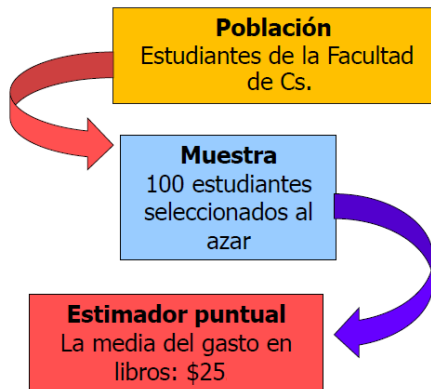 Población
Estudiantes de la Facultad
de Cs.
Muestra
100 estudiantes
seleccionados al
azar
Estimador puntual
La media del gasto en
libros: $25